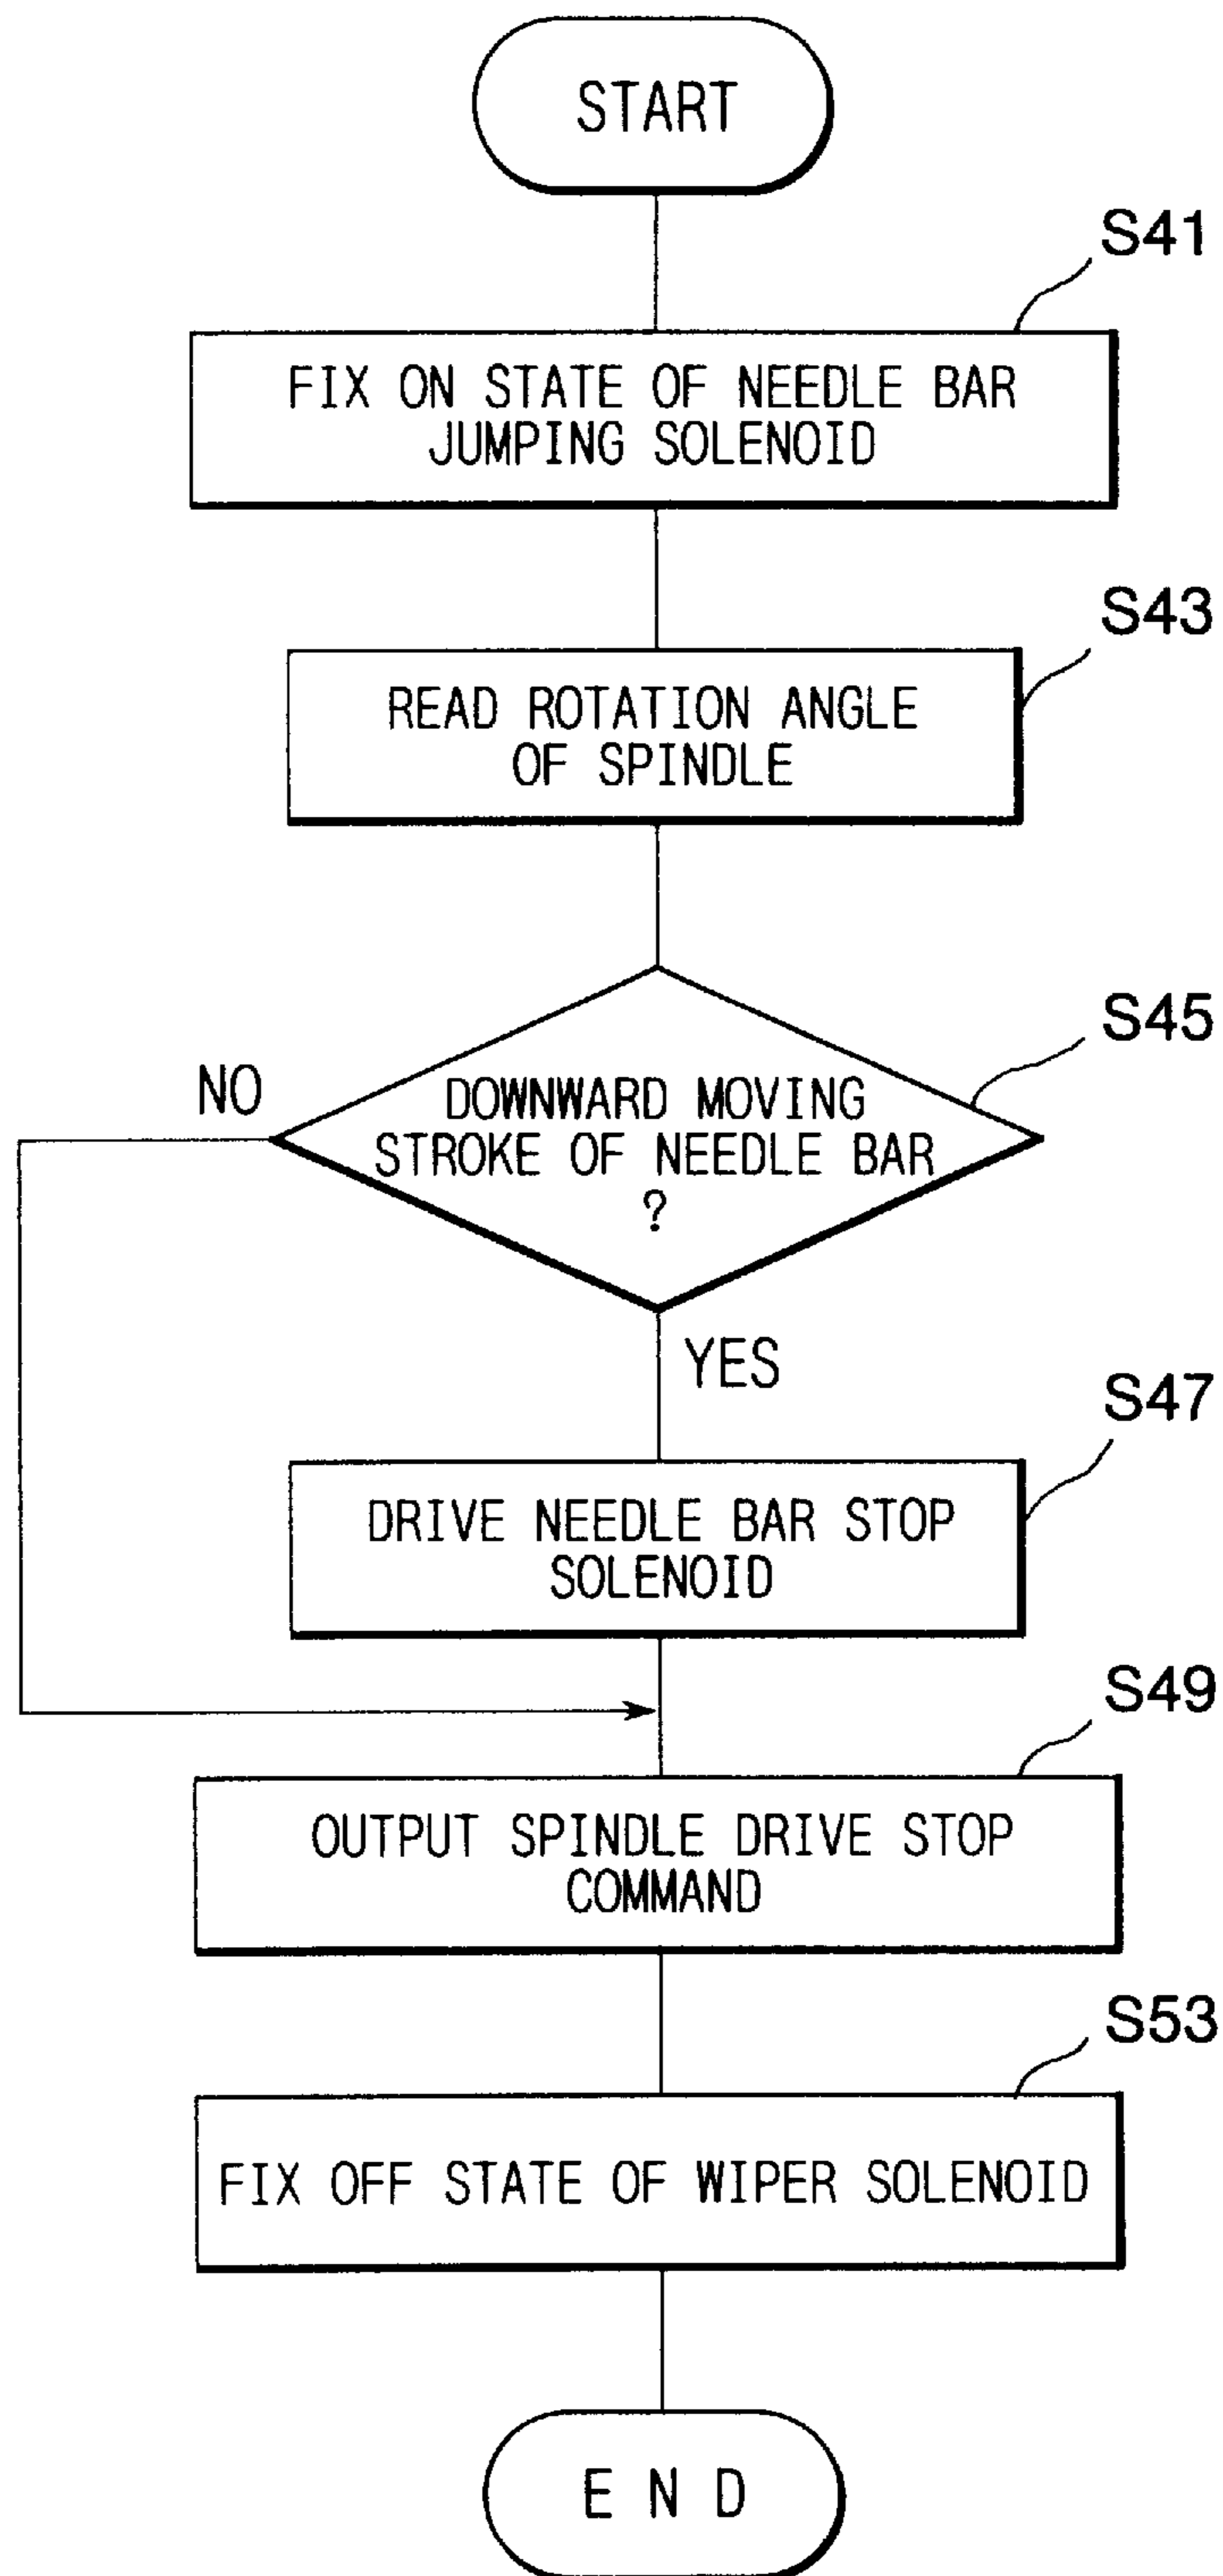 START
S41
FIX ON STATE OF NEEDLE BAR
JUMPING SOLENOID
S43
READ ROTATION ANGLE
OF SPINDLE
S45
NO
DOWNWARD MOVING
STROKE OF NEEDLE BAR
?
YES
S47
DRIVE NEEDLE BAR STOP
SOLENOID
S49
OUTPUT SPINDLE DRIVE STOP
COMMAND
S53
FIX OFF STATE OF WIPER SOLENOID
E N D